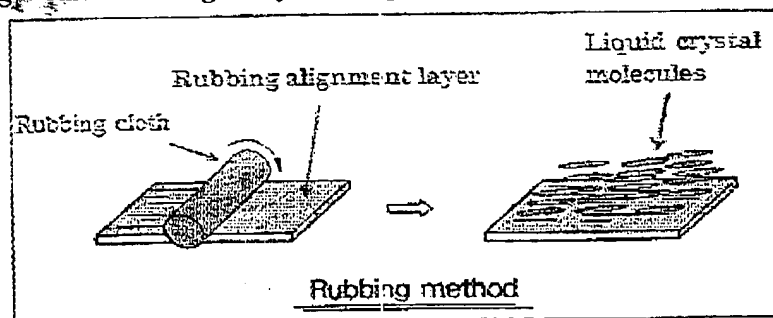 Liquid crystal
molecules
Rubbing alignment layer
Rubbing cloth
Rubbing method